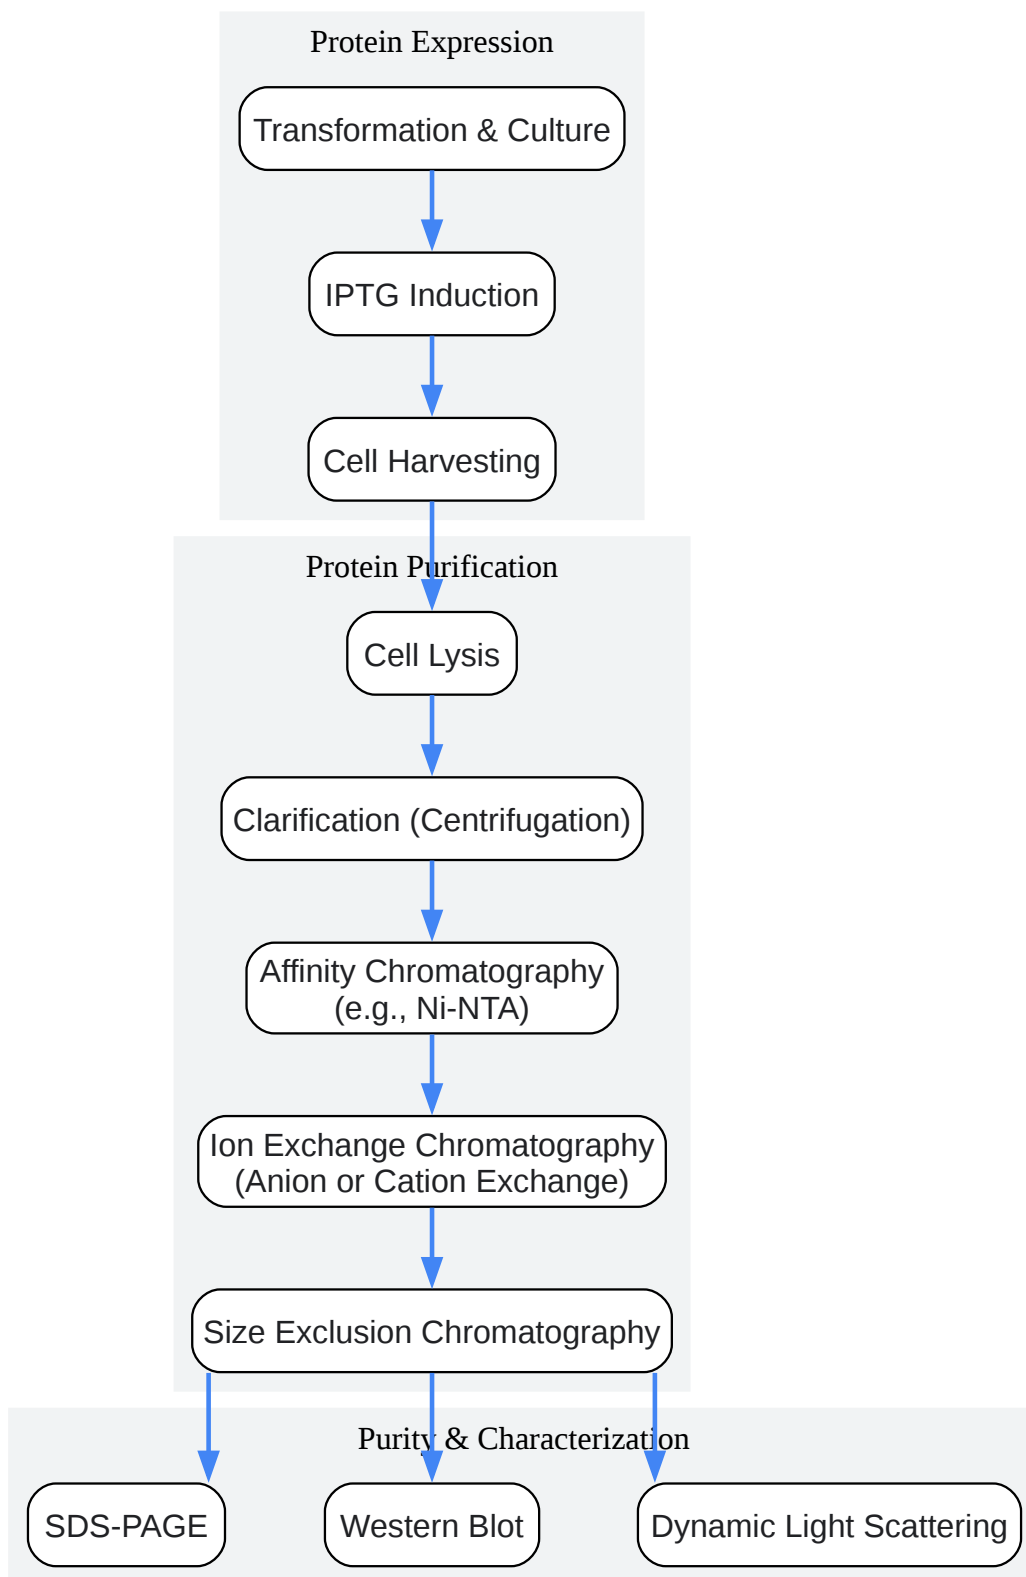 Protein Expression
Transformation & Culture
IPTG Induction
Cell Harvesting
Protein Purification
Cell Lysis
Clarification (Centrifugation)
Affinity Chromatography
(e.g., Ni-NTA)
Ion Exchange Chromatography
(Anion or Cation Exchange)
Size Exclusion Chromatography
Purity & Characterization
SDS-PAGE
Western Blot
Dynamic Light Scattering